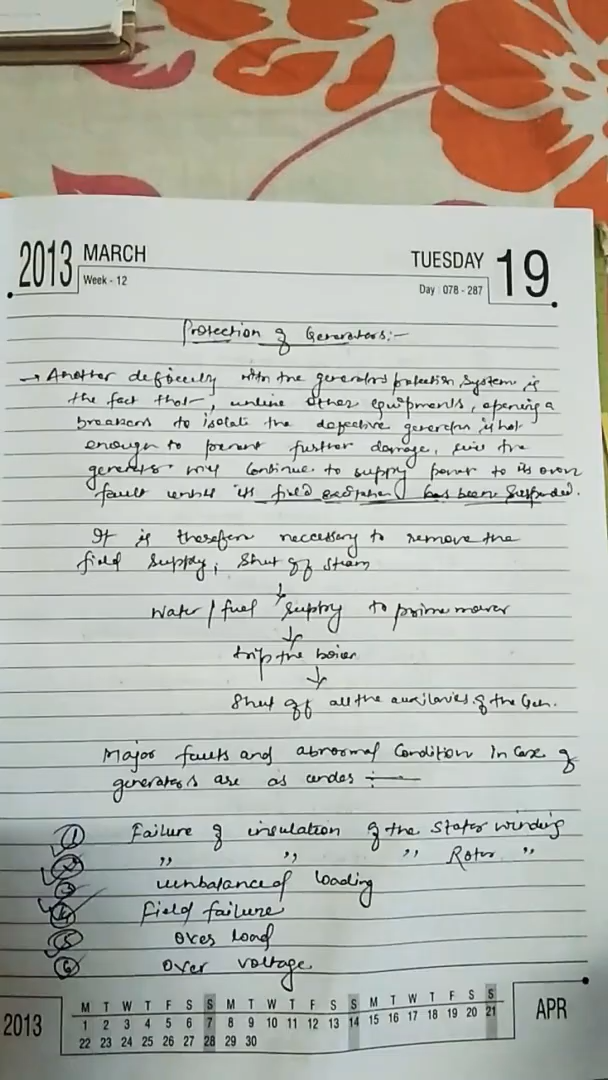 2013 MARCH
Week - 12
TUESDAY 19
Day : 078 - 287
Protection of Generators:-
→ Another difficulty with the generators protection system is
the fact that, unlike other equipments, opening a
breakers to isolate the defective generator is not
enough to prevent further damage, since the
generator will continue to supply power to its own
fault until its field excitation has been suspended.
It is therefore neccessary to remove the
field supply, shut off steam
↓
Water / fuel supply to prime mover
↓
trip the boiler
↓
Shut off all the auxilaries of the Gen.
Major faults and abnormal condition in case of
generators are as under :—
① Failure of insulation of the stator winding
② ,, ,, ,, Rotor ,,
③ unbalance of loading
④ field failure
⑤ over load
⑥ over voltage
2013
M T W T F S S M T W T F S S M T W T F S S
1 2 3 4 5 6 7 8 9 10 11 12 13 14 15 16 17 18 19 20 21
22 23 24 25 26 27 28 29 30
APR